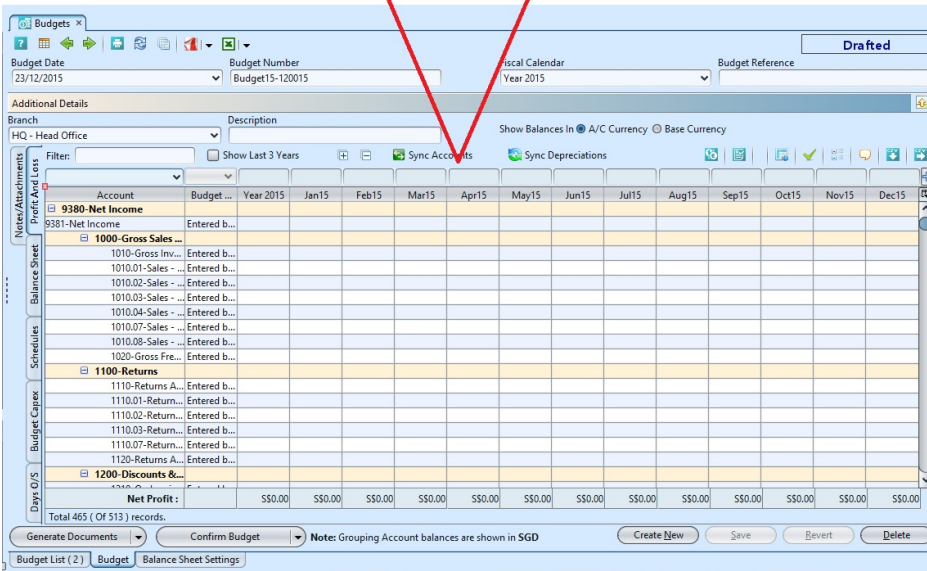 Budgets
Drafted
Budget Date Budget Number Fiscal Calendar Budget Reference
23/12/2015 Budget15-120015 Year 2015
Additional Details
Branch Description
HQ - Head Office Show Balances In A/C Currency Base Currency
Filter: Show Last 3 Years Sync Accounts Sync Depreciations
Account Budget ... Year 2015 Jan15 Feb15 Mar15 Apr15 May15 Jun15 Jul15 Aug15 Sep15 Oct15 Nov15 Dec15
9380-Net Income
9381-Net Income Entered b...
1000-Gross Sales ...
1010-Gross Inv... Entered b...
1010.01-Sales - ... Entered b...
1010.02-Sales - ... Entered b...
1010.03-Sales - ... Entered b...
1010.04-Sales - ... Entered b...
1010.07-Sales - ... Entered b...
1010.08-Sales - ... Entered b...
1020-Gross Fre... Entered b...
1100-Returns
1110-Returns A... Entered b...
1110.01-Return... Entered b...
1110.02-Return... Entered b...
1110.03-Return... Entered b...
1110.07-Return... Entered b...
1120-Returns A... Entered b...
1200-Discounts &...
Net Profit : S$0.00 S$0.00 S$0.00 S$0.00 S$0.00 S$0.00 S$0.00 S$0.00 S$0.00 S$0.00 S$0.00 S$0.00 S$0.00
Total 465 ( Of 513 ) records.
Notes/Attachments
Profit And Loss
Balance Sheet
Schedules
Budget Capex
Days O/S
Generate Documents Confirm Budget Note: Grouping Account balances are shown in SGD Create New Save Revert Delete
Budget List ( 2 ) Budget Balance Sheet Settings